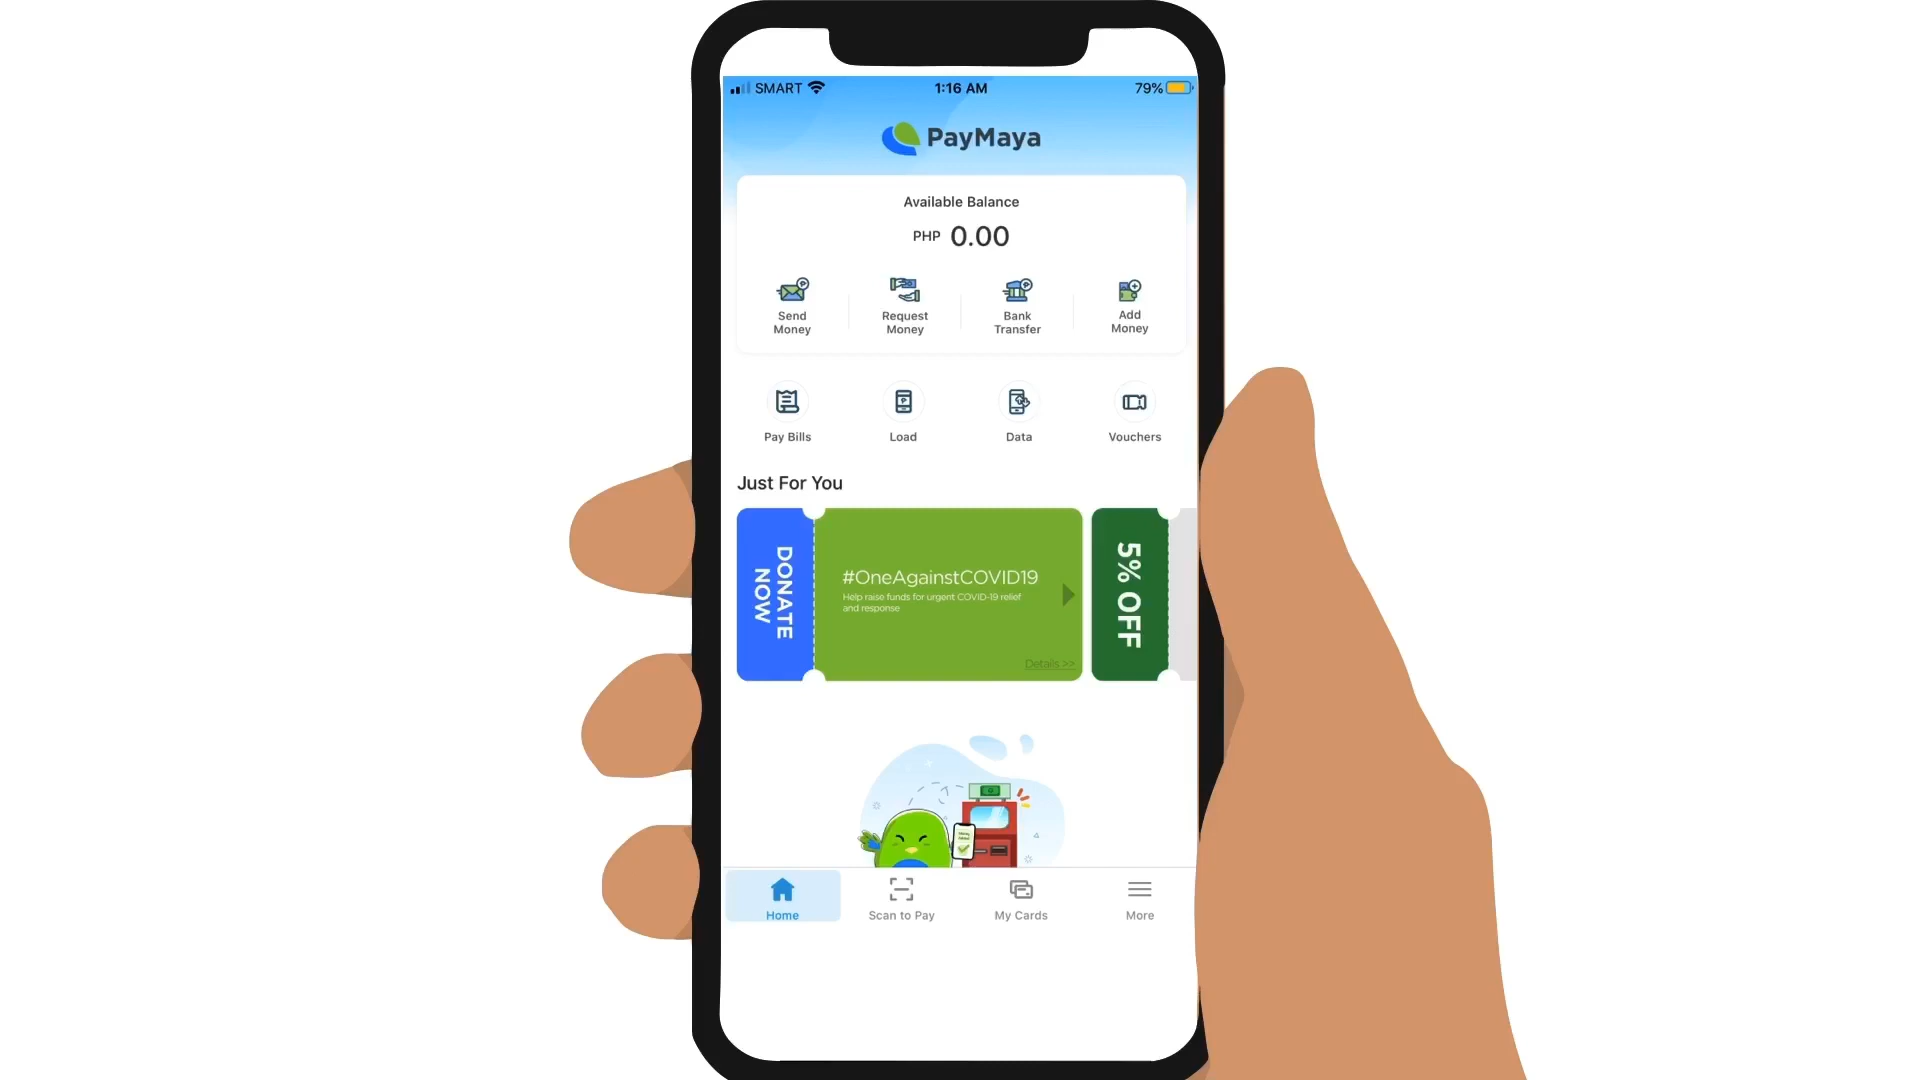 SMART 1:16 AM 79%
PayMaya
Available Balance
PHP 0.00
Send Money
Request Money
Bank Transfer
Add Money
Pay Bills
Load
Data
Vouchers
Just For You
DONATE NOW
#OneAgainstCOVID19
Help raise funds for urgent COVID-19 relief
and response
Details >>
5% OFF
Home
Scan to Pay
My Cards
More